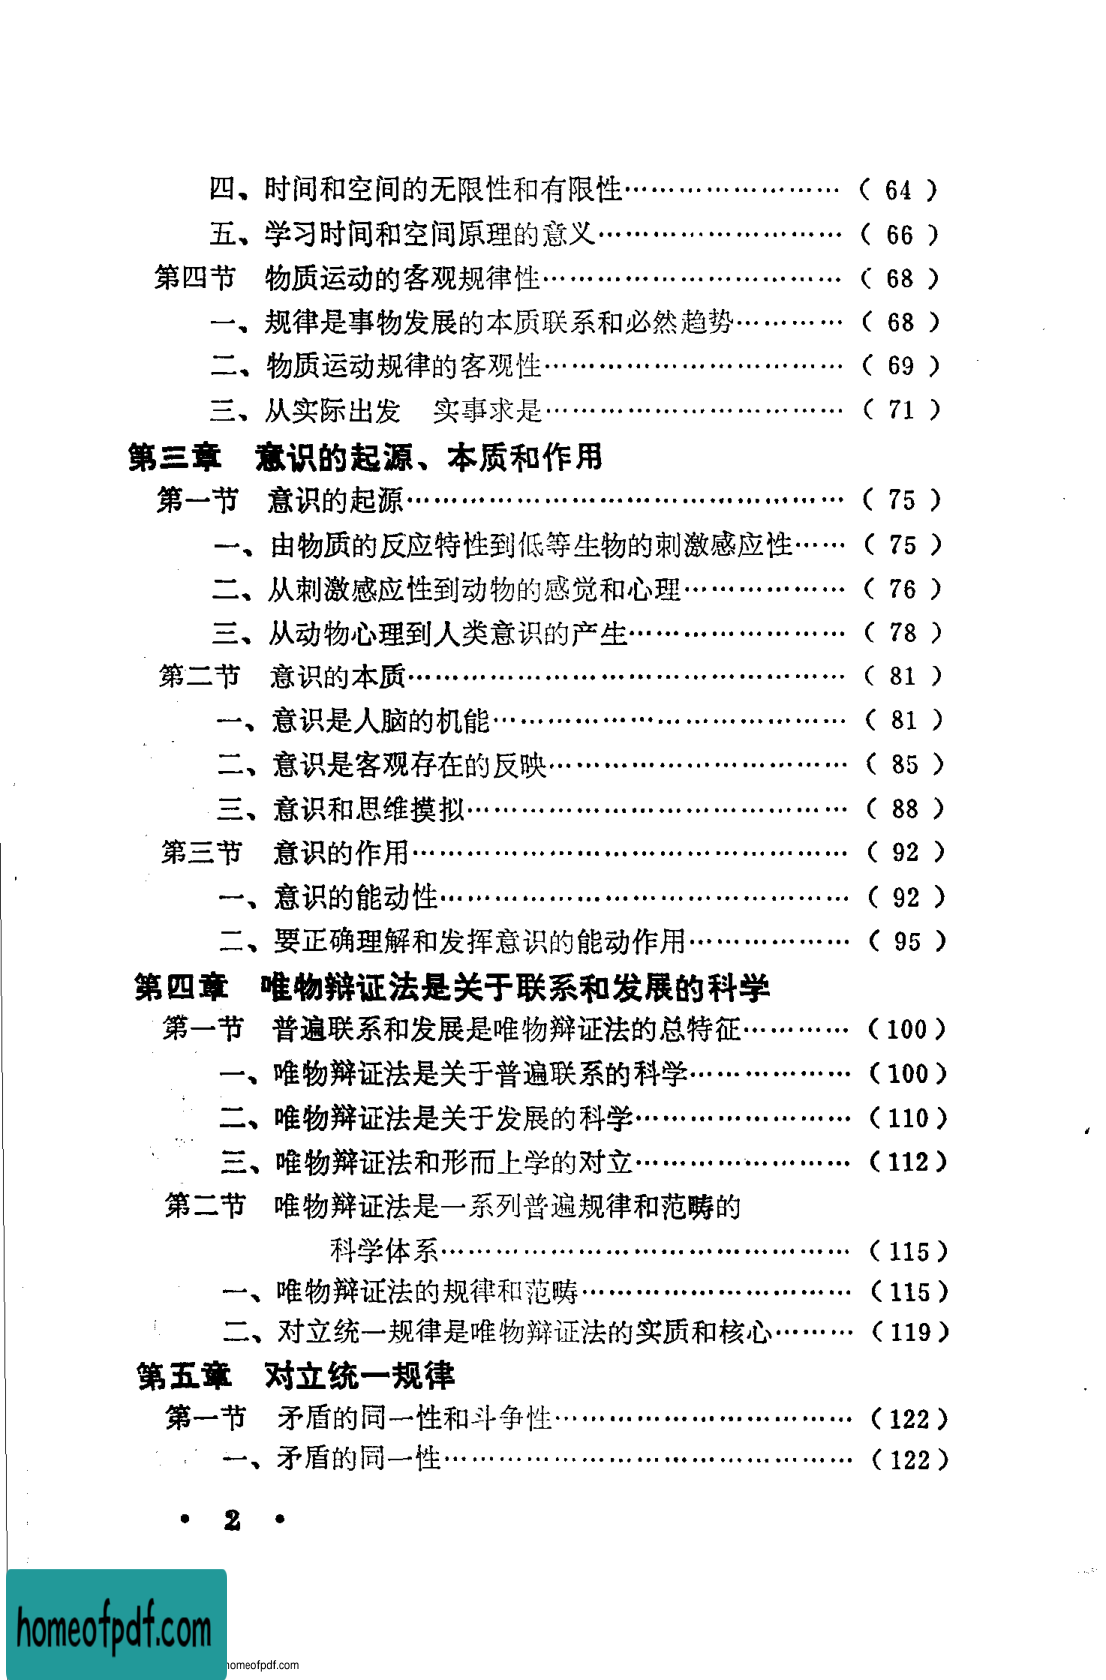 四、时间和空间的无限性和有限性……………………（ 64 ）
五、学习时间和空间原理的意义………………………（ 66 ）
第四节　物质运动的客观规律性……………………………（ 68 ）
一、规律是事物发展的本质联系和必然趋势…………（ 68 ）
二、物质运动规律的客观性……………………………（ 69 ）
三、从实际出发　实事求是……………………………（ 71 ）
第三章　意识的起源、本质和作用
第一节　意识的起源…………………………………………（ 75 ）
一、由物质的反应特性到低等生物的刺激感应性……（ 75 ）
二、从刺激感应性到动物的感觉和心理………………（ 76 ）
三、从动物心理到人类意识的产生……………………（ 78 ）
第二节　意识的本质…………………………………………（ 81 ）
一、意识是人脑的机能…………………………………（ 81 ）
二、意识是客观存在的反映……………………………（ 85 ）
三、意识和思维摸拟……………………………………（ 88 ）
第三节　意识的作用…………………………………………（ 92 ）
一、意识的能动性………………………………………（ 92 ）
二、要正确理解和发挥意识的能动作用………………（ 95 ）
第四章　唯物辩证法是关于联系和发展的科学
第一节　普遍联系和发展是唯物辩证法的总特征…………（100）
一、唯物辩证法是关于普遍联系的科学………………（100）
二、唯物辩证法是关于发展的科学……………………（110）
三、唯物辩证法和形而上学的对立……………………（112）
第二节　唯物辩证法是一系列普遍规律和范畴的
科学体系………………………………………（115）
一、唯物辩证法的规律和范畴…………………………（115）
二、对立统一规律是唯物辩证法的实质和核心………（119）
第五章　对立统一规律
第一节　矛盾的同一性和斗争性……………………………（122）
一、矛盾的同一性………………………………………（122）
• 2 •
homeofpdf.com
homeofpdf.com